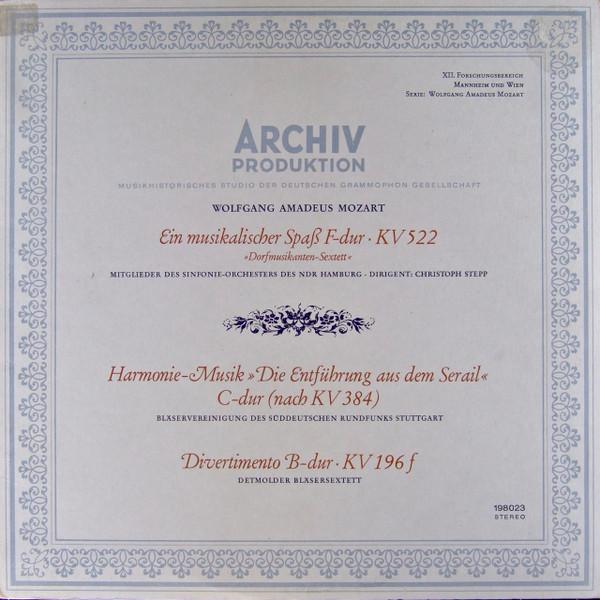 XII. Forschungsbereich
Mannheim und Wien
Serie: Wolfgang Amadeus Mozart
ARCHIV
PRODUKTION
MUSIKHISTORISCHES STUDIO DER DEUTSCHEN GRAMMOPHON GESELLSCHAFT
WOLFGANG AMADEUS MOZART
Ein musikalischer Spaß F-dur · KV 522
»Dorfmusikanten-Sextett«
MITGLIEDER DES SINFONIE-ORCHESTERS DES NDR HAMBURG · DIRIGENT: CHRISTOPH STEPP
Harmonie-Musik »Die Entführung aus dem Serail«
C-dur (nach KV 384)
BLÄSERVEREINIGUNG DES SÜDDEUTSCHEN RUNDFUNKS STUTTGART
Divertimento B-dur · KV 196 f
DETMOLDER BLÄSERSEXTETT
198023
STEREO